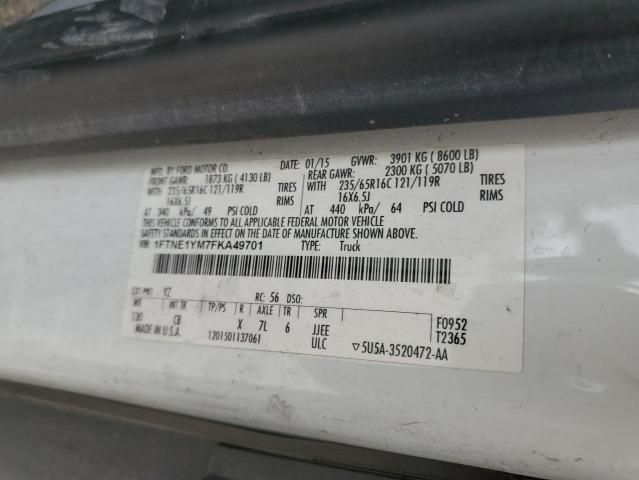 MFD. BY FORD MOTOR CO.
DATE: 01/15 GVWR: 3901 KG ( 8600 LB)
FRONT GAWR: 1873 KG ( 4130 LB) REAR GAWR: 2300 KG ( 5070 LB)
WITH 235/65R16C 121/119R TIRES WITH 235/65R16C 121/119R TIRES
16X6.5J RIMS 16X6.5J RIMS
AT 340 kPa/ 49 PSI COLD AT 440 kPa/ 64 PSI COLD
THIS VEHICLE CONFORMS TO ALL APPLICABLE FEDERAL MOTOR VEHICLE
SAFETY STANDARDS IN EFFECT ON THE DATE OF MANUFACTURE SHOWN ABOVE.
VIN: 1FTNE1YM7FKA49701 TYPE: Truck
EXT PNT: YZ RC: 56 DSO:
WB INT TR TP/PS R AXLE TR SPR F0952
130 CB X 7L 6 JJEE T2365
MADE IN U.S.A. 1201501137061 ULC ▽5U5A-3520472-AA